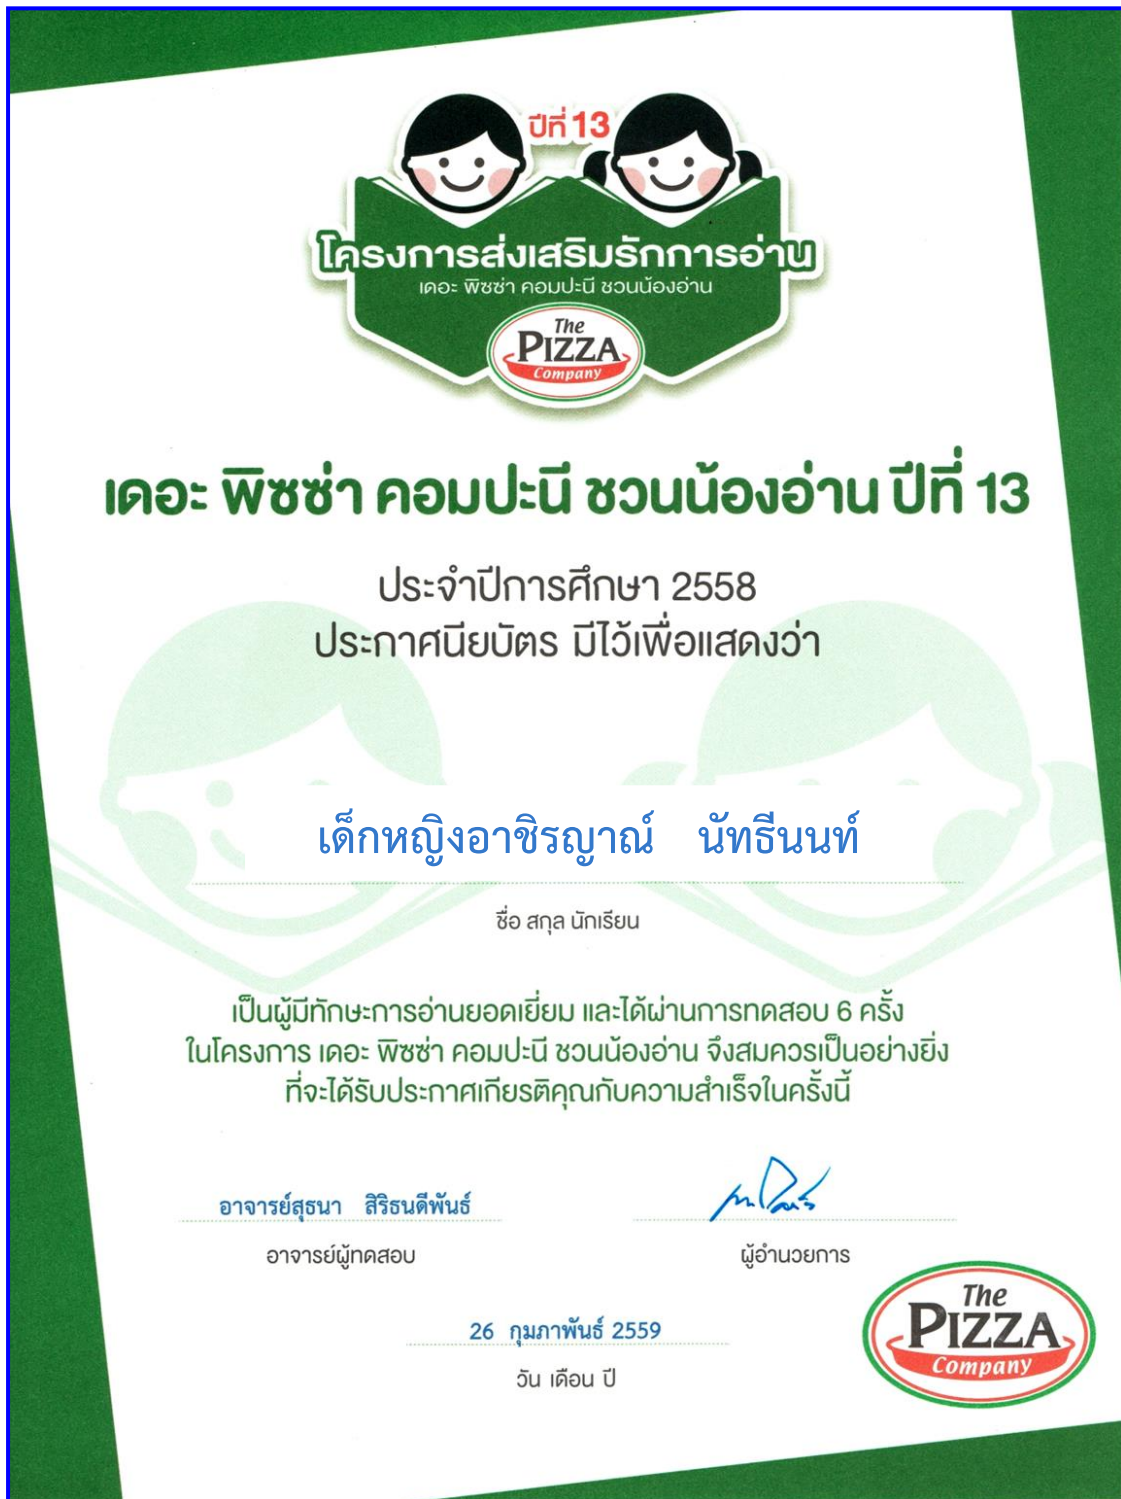 ปีที่ 13
โครงการส่งเสริมรักการอ่าน
เดอะ พิซซ่า คอมปะนี ชวนน้องอ่าน
The
PIZZA
Company
เดอะ พิซซ่า คอมปะนี ชวนน้องอ่าน ปีที่ 13
ประจำปีการศึกษา 2558
ประกาศนียบัตร มีไว้เพื่อแสดงว่า
เด็กหญิงอาชิรญาณ์ นัทธีนนท์
ชื่อ สกุล นักเรียน
เป็นผู้มีทักษะการอ่านยอดเยี่ยม และได้ผ่านการทดสอบ 6 ครั้ง
ในโครงการ เดอะ พิซซ่า คอมปะนี ชวนน้องอ่าน จึงสมควรเป็นอย่างยิ่ง
ที่จะได้รับประกาศเกียรติคุณกับความสำเร็จในครั้งนี้
อาจารย์สุธนา สิริธนดีพันธ์
อาจารย์ผู้ทดสอบ
ผู้อำนวยการ
26 กุมภาพันธ์ 2559
วัน เดือน ปี
The
PIZZA
Company